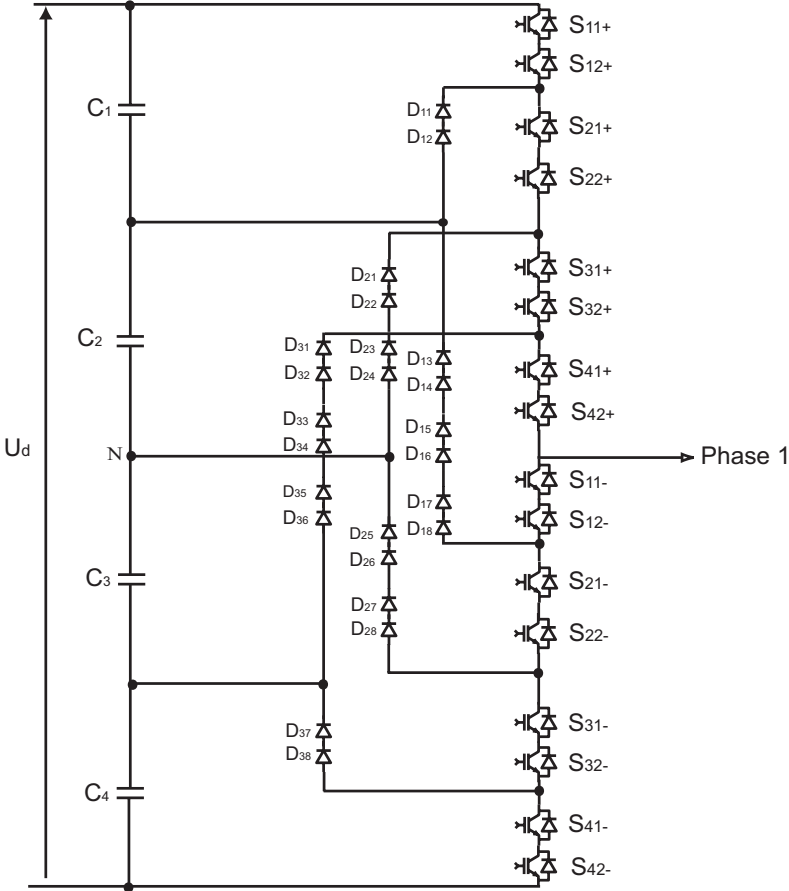 S11+
S12+
C1
D11
D12
S21+
S22+
D21
D22
S31+
S32+
C2
D31
D32
D23
D24
D13
D14
S41+
S42+
D33
D34
D15
D16
Ud
N
Phase 1
D35
D36
D17
D18
S11-
S12-
D25
D26
C3
S21-
D27
D28
S22-
D37
D38
S31-
S32-
C4
S41-
S42-